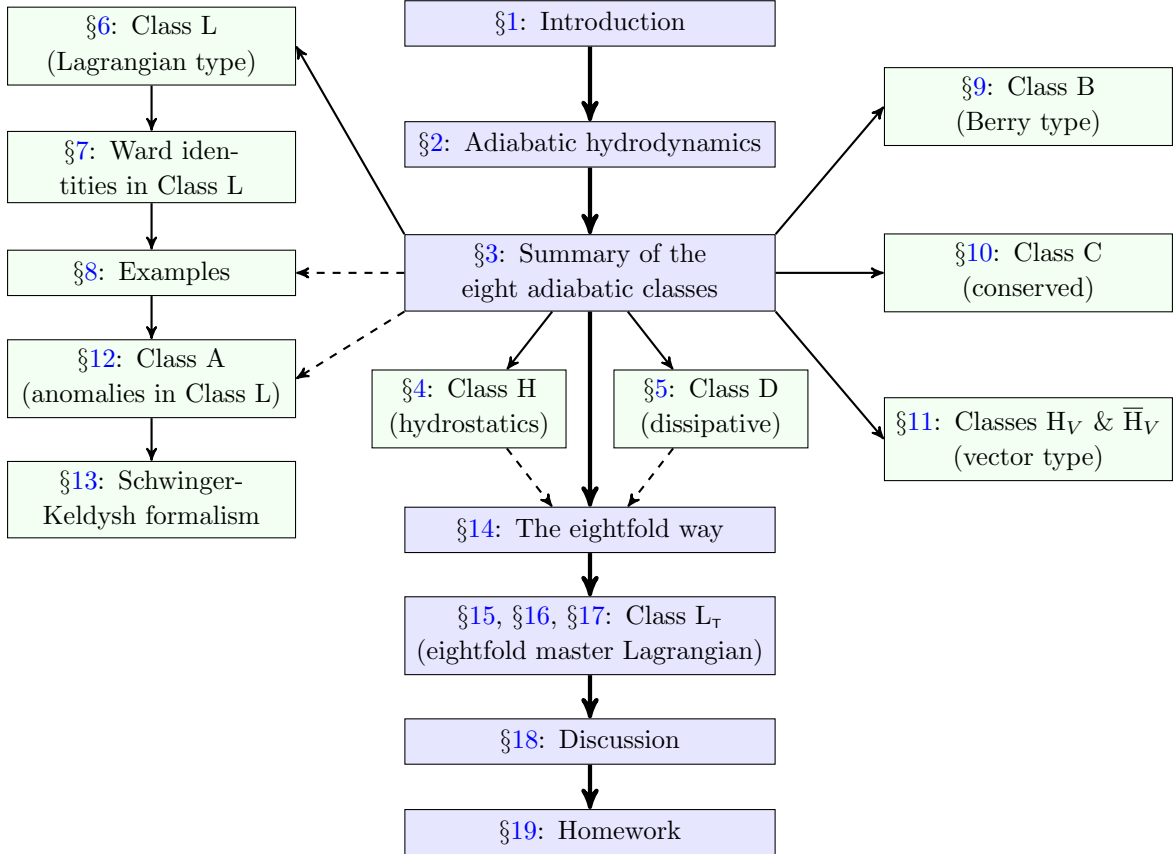 §1: Introduction
§2: Adiabatic hydrodynamics
§3: Summary of the
eight adiabatic classes
§6: Class L
(Lagrangian type)
§7: Ward iden-
tities in Class L
§8: Examples
§12: Class A
(anomalies in Class L)
§13: Schwinger-
Keldysh formalism
§4: Class H
(hydrostatics)
§5: Class D
(dissipative)
§9: Class B
(Berry type)
§10: Class C
(conserved)
§11: Classes H_V & H̅_V
(vector type)
§14: The eightfold way
§15, §16, §17: Class L_T
(eightfold master Lagrangian)
§18: Discussion
§19: Homework